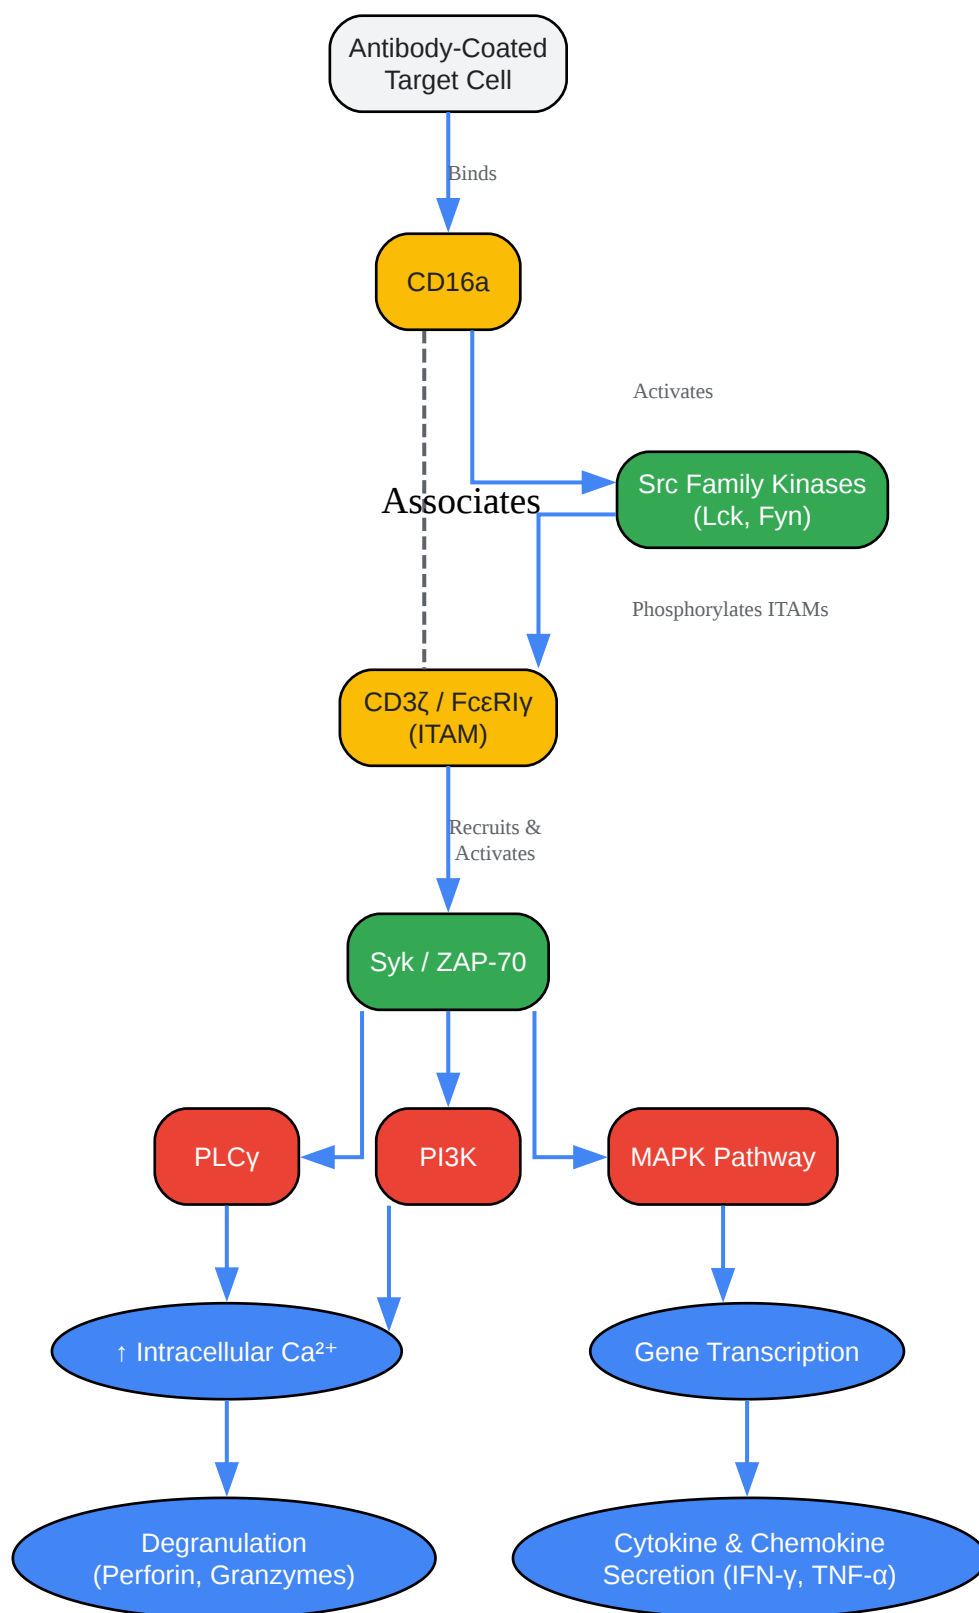 Antibody-Coated
Target Cell
Binds
CD16a
Activates
Src Family Kinases
(Lck, Fyn)
Associates
Phosphorylates ITAMs
CD3ζ / FcεRIγ
(ITAM)
Recruits &
Activates
Syk / ZAP-70
PLCγ
PI3K
MAPK Pathway
↑ Intracellular Ca²⁺
Gene Transcription
Degranulation
(Perforin, Granzymes)
Cytokine & Chemokine
Secretion (IFN-γ, TNF-α)